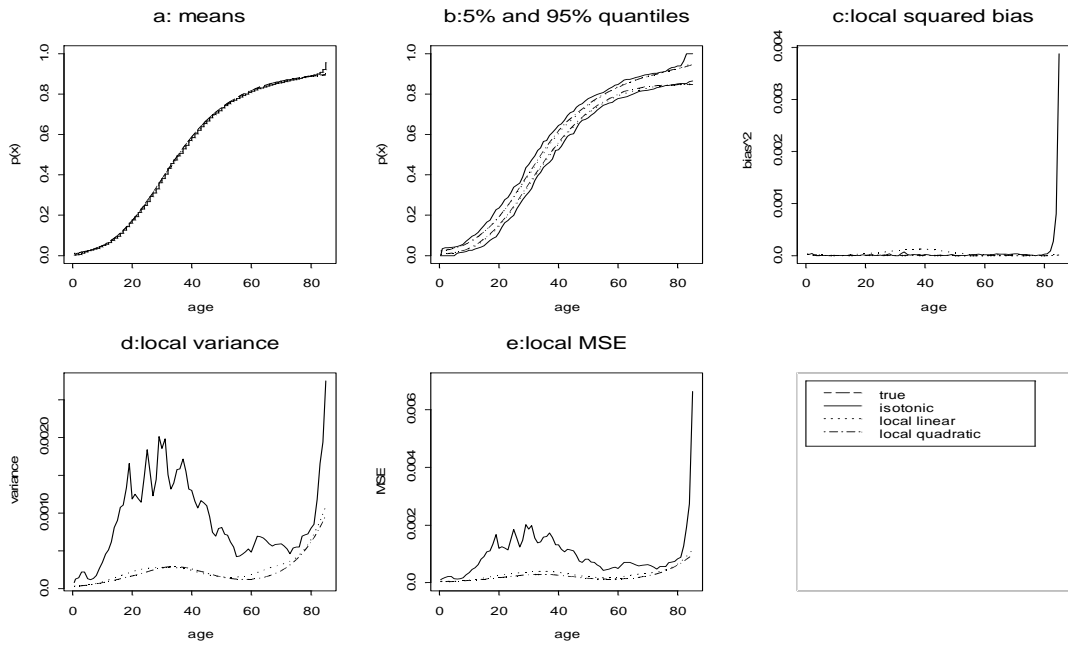 a: means
p(x)
0.0 0.2 0.4 0.6 0.8 1.0
0 20 40 60 80
age
b:5% and 95% quantiles
p(x)
0.0 0.2 0.4 0.6 0.8 1.0
0 20 40 60 80
age
c:local squared bias
bias^2
0.0 0.001 0.002 0.003 0.004
0 20 40 60 80
age
d:local variance
variance
0.0 0.0010 0.0020
0 20 40 60 80
age
e:local MSE
MSE
0.0 0.002 0.004 0.006
0 20 40 60 80
age
true
isotonic
local linear
local quadratic